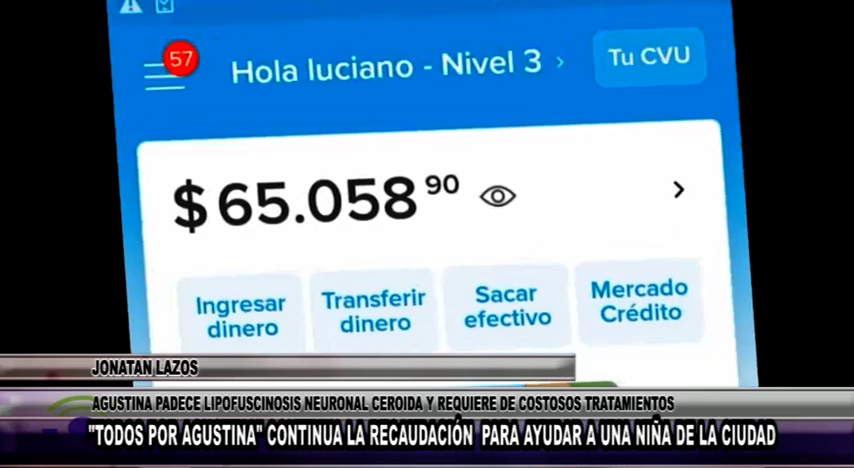 57
Hola luciano - Nivel 3 ›
Tu CVU
$ 65.058 90
Ingresar
dinero
Transferir
dinero
Sacar
efectivo
Mercado
Crédito
JONATAN LAZOS
AGUSTINA PADECE LIPOFUSCINOSIS NEURONAL CEROIDA Y REQUIERE DE COSTOSOS TRATAMIENTOS
"TODOS POR AGUSTINA" CONTINUA LA RECAUDACIÓN PARA AYUDAR A UNA NIÑA DE LA CIUDAD